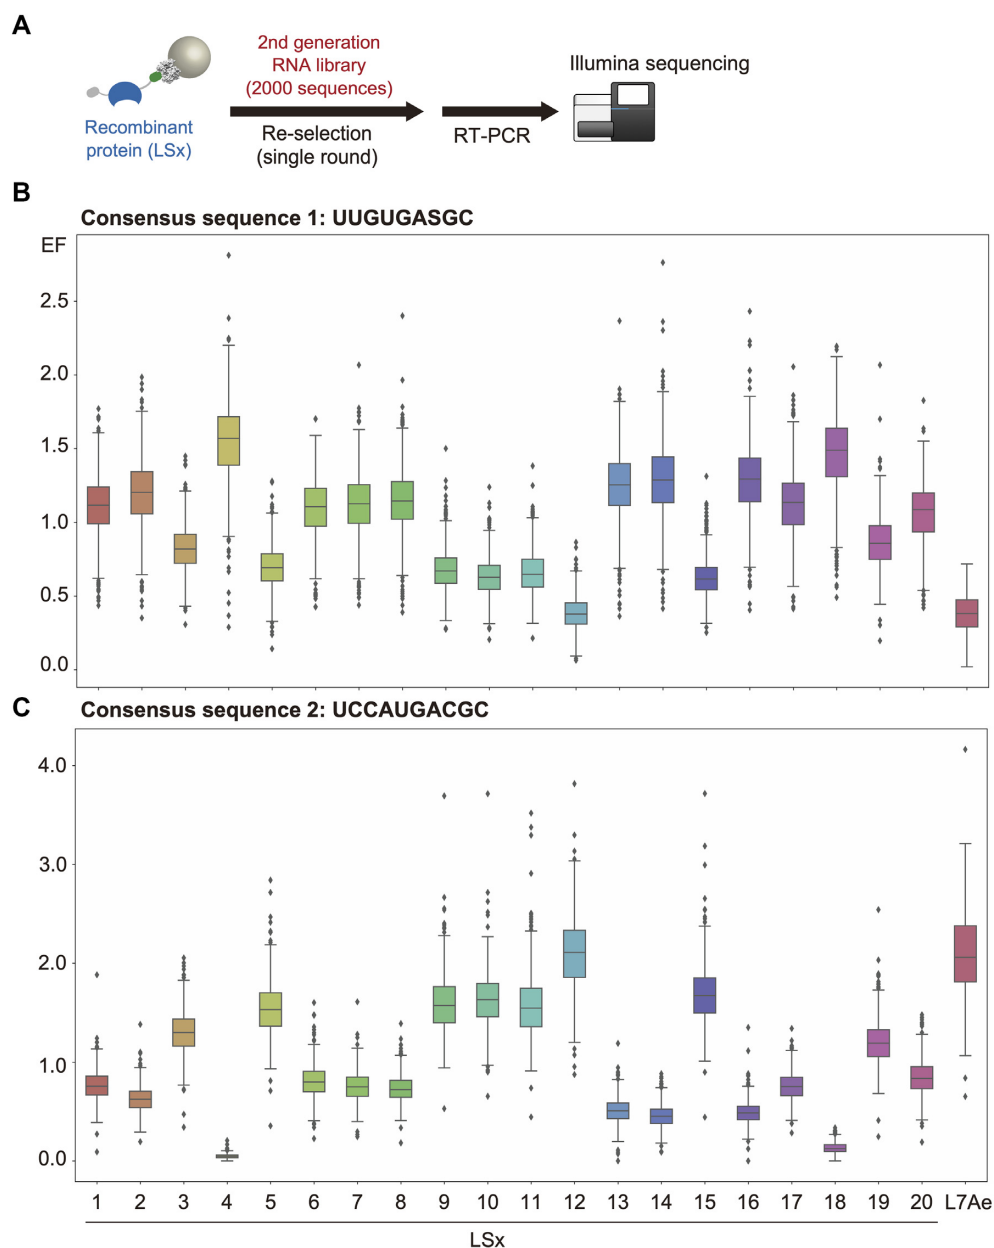 A
2nd generation
RNA library
(2000 sequences)
Illumina sequencing
Recombinant
protein (LSx)
Re-selection
(single round)
RT-PCR
B
Consensus sequence 1: UUGUGASGC
EF
2.5
2.0
1.5
1.0
0.5
0.0
C
Consensus sequence 2: UCCAUGACGC
4.0
3.0
2.0
1.0
0.0
1 2 3 4 5 6 7 8 9 10 11 12 13 14 15 16 17 18 19 20 L7Ae
LSx